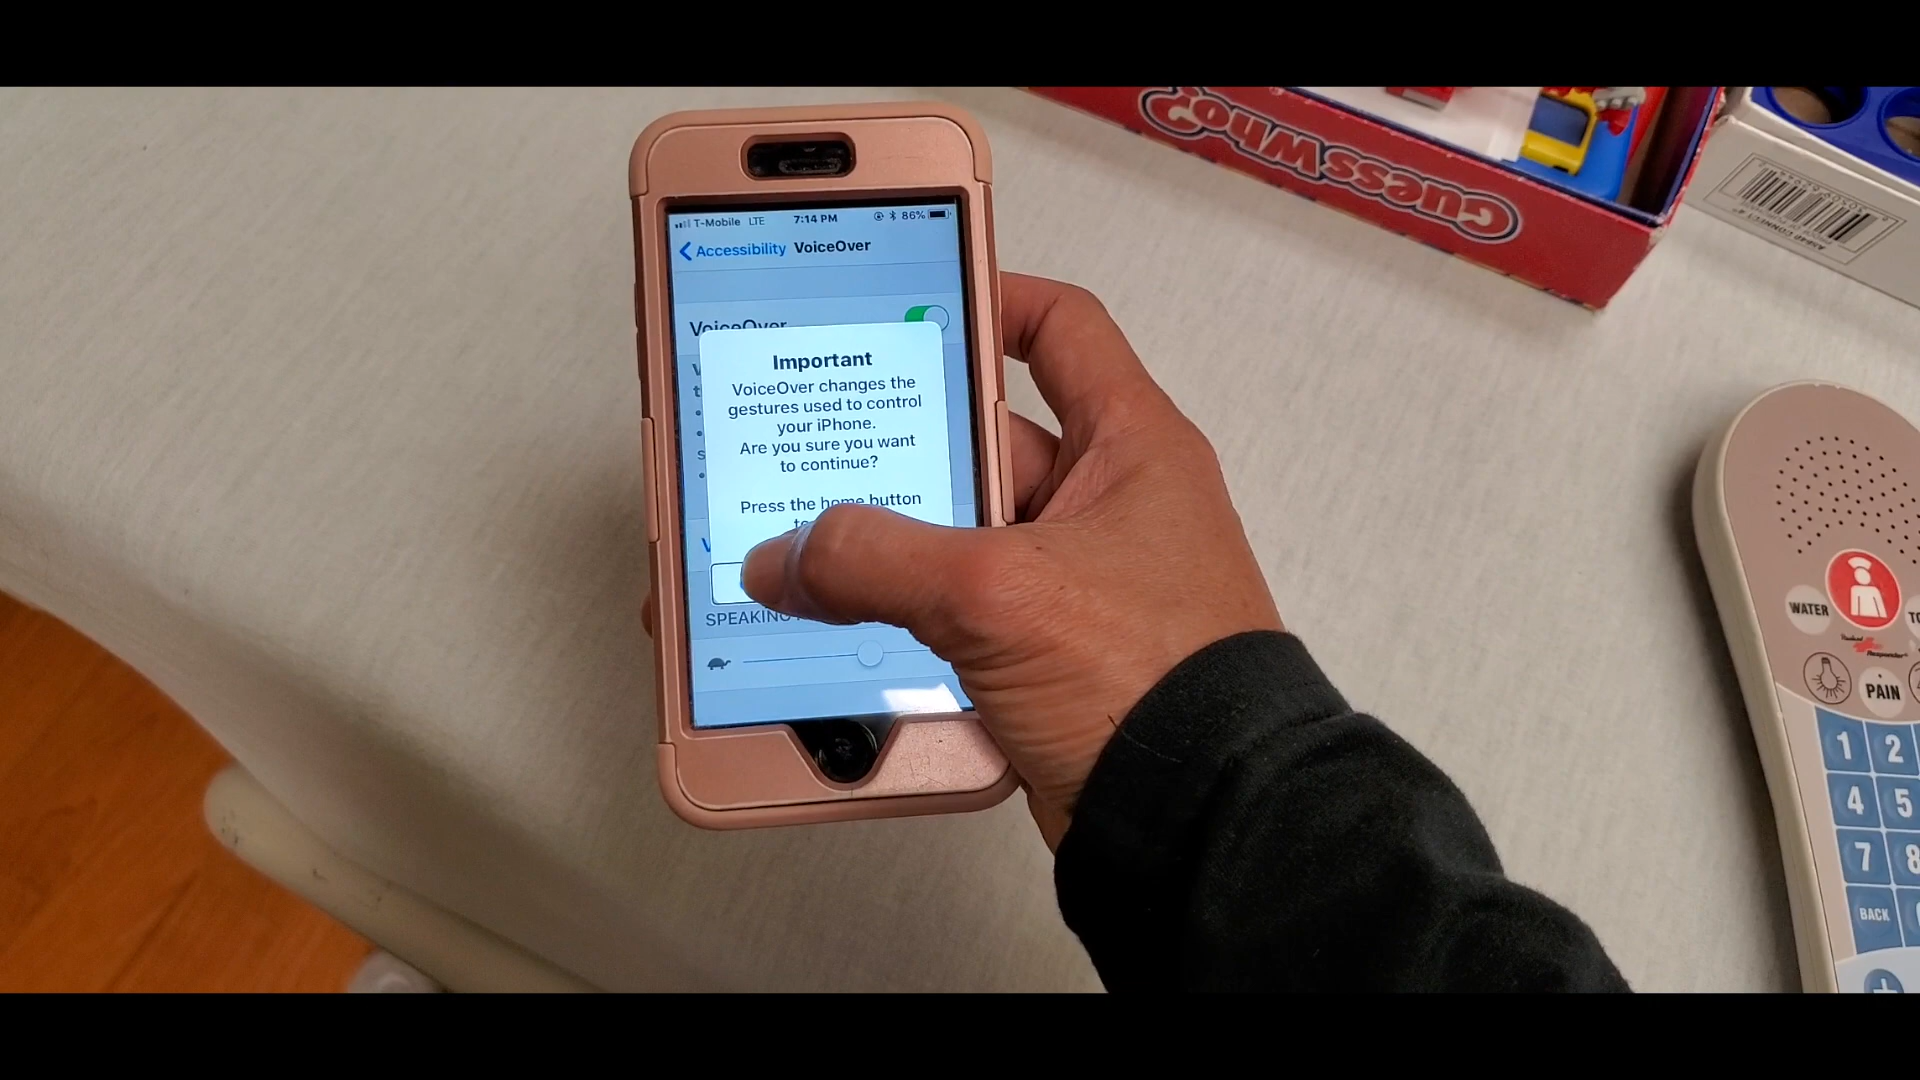 T-Mobile LTE 7:14 PM 86%
Accessibility VoiceOver
VoiceOver
Important
VoiceOver changes the
gestures used to control
your iPhone.
Are you sure you want
to continue?
Press the home button
SPEAKING
Guess Who?
WATER
PAIN
1 2
4 5
7 8
BACK